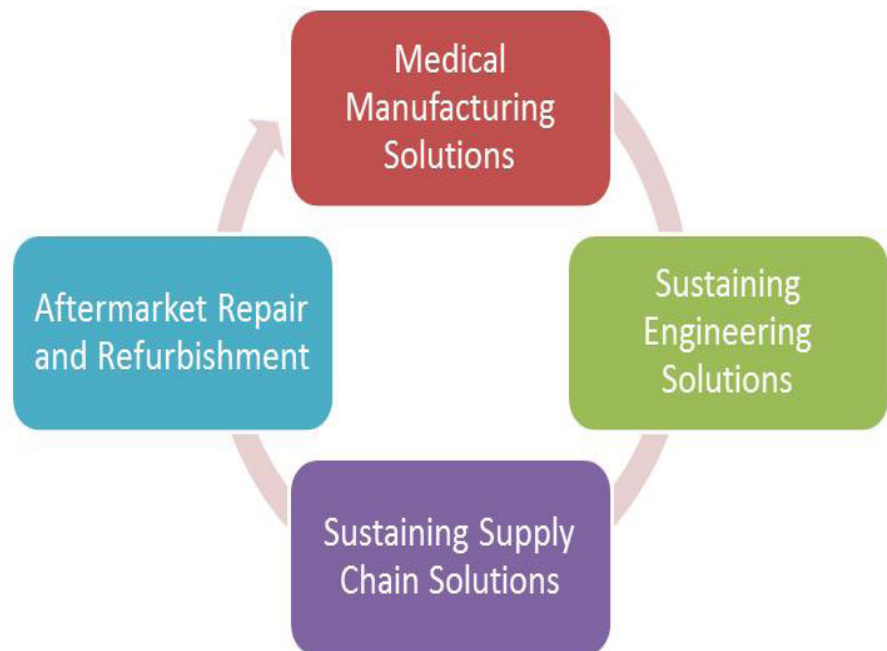 Medical
Manufacturing
Solutions
Sustaining
Engineering
Solutions
Sustaining Supply
Chain Solutions
Aftermarket Repair
and Refurbishment